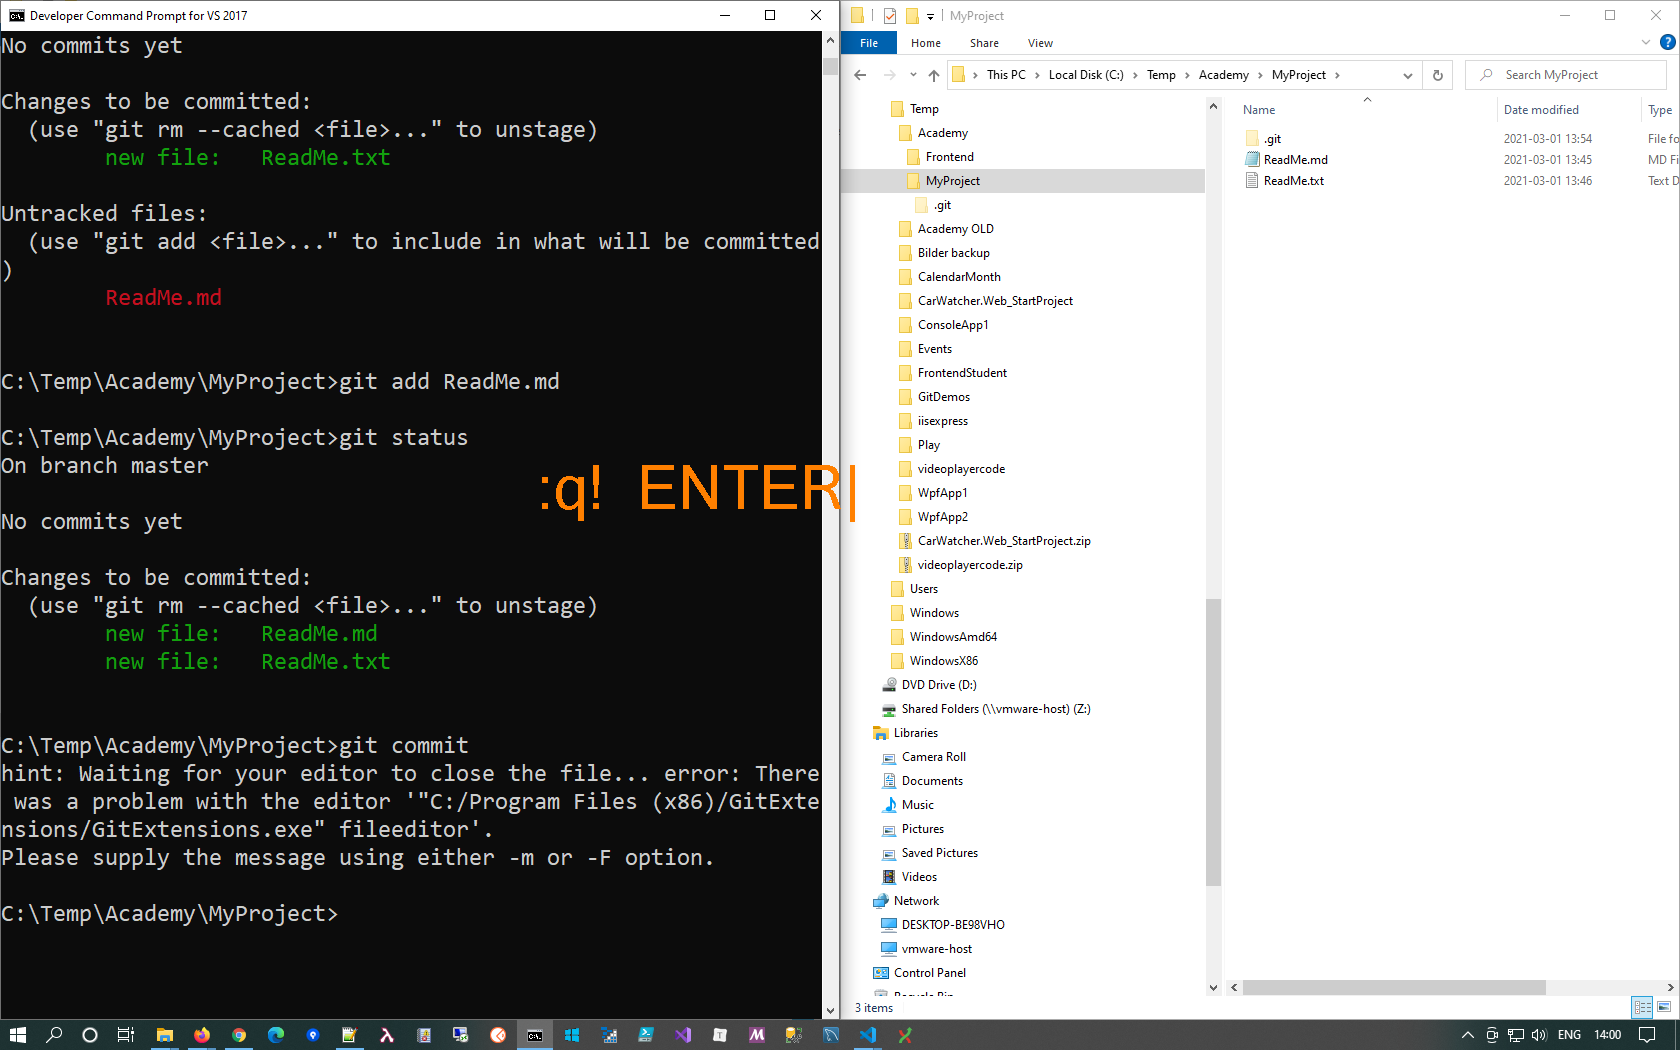 Developer Command Prompt for VS 2017
No commits yet
Changes to be committed:
(use "git rm --cached <file>..." to unstage)
new file:   ReadMe.txt
Untracked files:
(use "git add <file>..." to include in what will be committed
)
ReadMe.md
C:\Temp\Academy\MyProject>git add ReadMe.md
C:\Temp\Academy\MyProject>git status
On branch master
No commits yet
Changes to be committed:
(use "git rm --cached <file>..." to unstage)
new file:   ReadMe.md
new file:   ReadMe.txt
C:\Temp\Academy\MyProject>git commit
hint: Waiting for your editor to close the file... error: There
was a problem with the editor '"C:/Program Files (x86)/GitExte
nsions/GitExtensions.exe" fileeditor'.
Please supply the message using either -m or -F option.
C:\Temp\Academy\MyProject>
:q!  ENTER|
MyProject
File Home Share View
This PC > Local Disk (C:) > Temp > Academy > MyProject >
Search MyProject
Temp
Academy
Frontend
MyProject
.git
Academy OLD
Bilder backup
CalendarMonth
CarWatcher.Web_StartProject
ConsoleApp1
Events
FrontendStudent
GitDemos
iisexpress
Play
videoplayercode
WpfApp1
WpfApp2
CarWatcher.Web_StartProject.zip
videoplayercode.zip
Users
Windows
WindowsAmd64
WindowsX86
DVD Drive (D:)
Shared Folders (\\vmware-host) (Z:)
Libraries
Camera Roll
Documents
Music
Pictures
Saved Pictures
Videos
Network
DESKTOP-BE98VHO
vmware-host
Control Panel
Recycle Bin
Name Date modified Type
.git 2021-03-01 13:54 File fo
ReadMe.md 2021-03-01 13:45 MD Fi
ReadMe.txt 2021-03-01 13:46 Text D
3 items
ENG 14:00